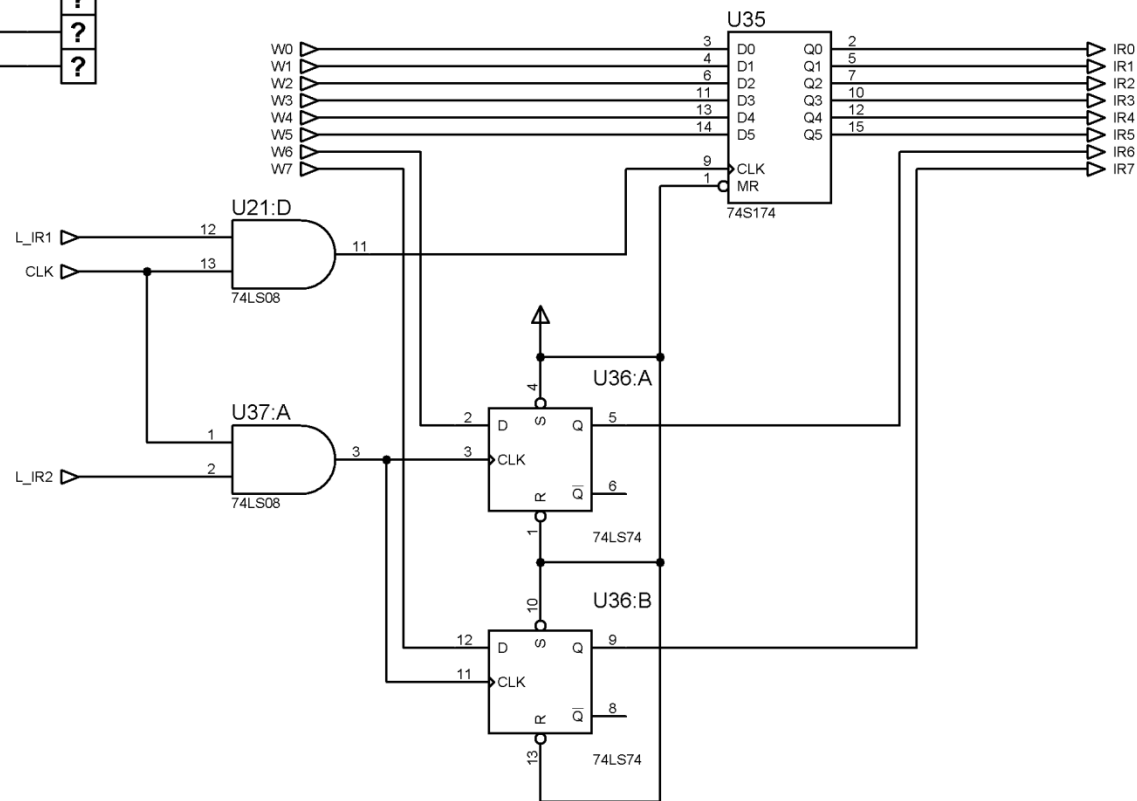 ?
?
?
U35
W0 3 D0 Q0 2 IR0
W1 4 D1 Q1 5 IR1
W2 6 D2 Q2 7 IR2
W3 11 D3 Q3 10 IR3
W4 13 D4 Q4 12 IR4
W5 14 D5 Q5 15 IR5
W6 IR6
W7 9 CLK IR7
1 MR
74S174
U21:D
L_IR1 12
11
CLK 13
74LS08
U36:A
4
U37:A
2 D S Q 5
1
3 3 CLK
L_IR2 2
R Q 6
74LS08
1
74LS74
U36:B
10
12 D S Q 9
11 CLK
R Q 8
13
74LS74